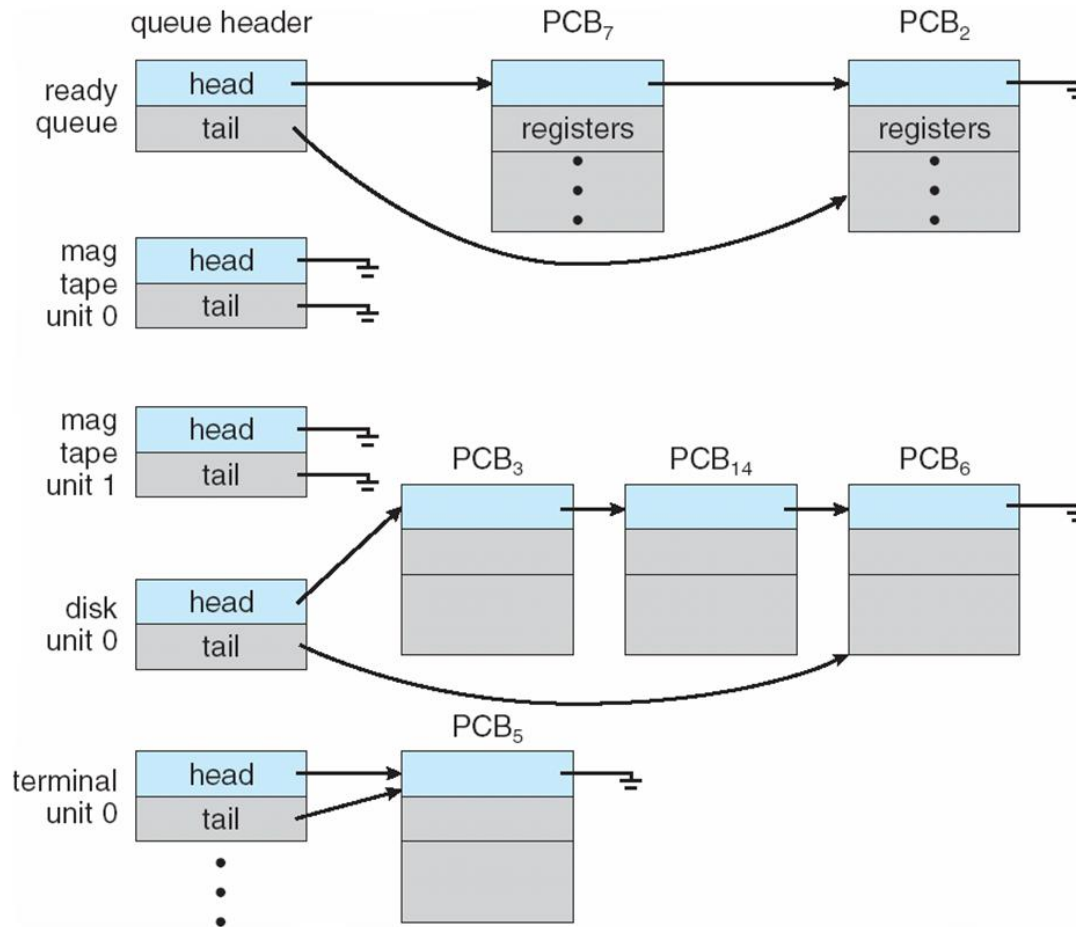 queue header
PCB₇
PCB₂
ready
queue
head
tail
registers
registers
mag
tape
unit 0
head
tail
mag
tape
unit 1
head
tail
PCB₃
PCB₁₄
PCB₆
disk
unit 0
head
tail
PCB₅
terminal
unit 0
head
tail